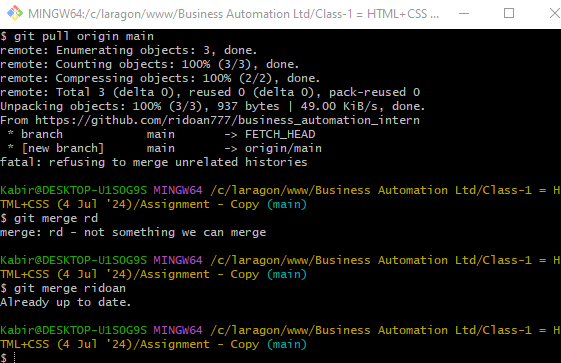 MINGW64:/c/laragon/www/Business Automation Ltd/Class-1 = HTML+CSS ...
$ git pull origin main
remote: Enumerating objects: 3, done.
remote: Counting objects: 100% (3/3), done.
remote: Compressing objects: 100% (2/2), done.
remote: Total 3 (delta 0), reused 0 (delta 0), pack-reused 0
Unpacking objects: 100% (3/3), 937 bytes | 49.00 KiB/s, done.
From https://github.com/ridoan777/business_automation_intern
 * branch            main       -> FETCH_HEAD
 * [new branch]      main       -> origin/main
fatal: refusing to merge unrelated histories
Kabir@DESKTOP-U1SOG9S MINGW64 /c/laragon/www/Business Automation Ltd/Class-1 = H
TML+CSS (4 Jul '24)/Assignment - Copy (main)
$ git merge rd
merge: rd - not something we can merge
Kabir@DESKTOP-U1SOG9S MINGW64 /c/laragon/www/Business Automation Ltd/Class-1 = H
TML+CSS (4 Jul '24)/Assignment - Copy (main)
$ git merge ridoan
Already up to date.
Kabir@DESKTOP-U1SOG9S MINGW64 /c/laragon/www/Business Automation Ltd/Class-1 = H
TML+CSS (4 Jul '24)/Assignment - Copy (main)
$